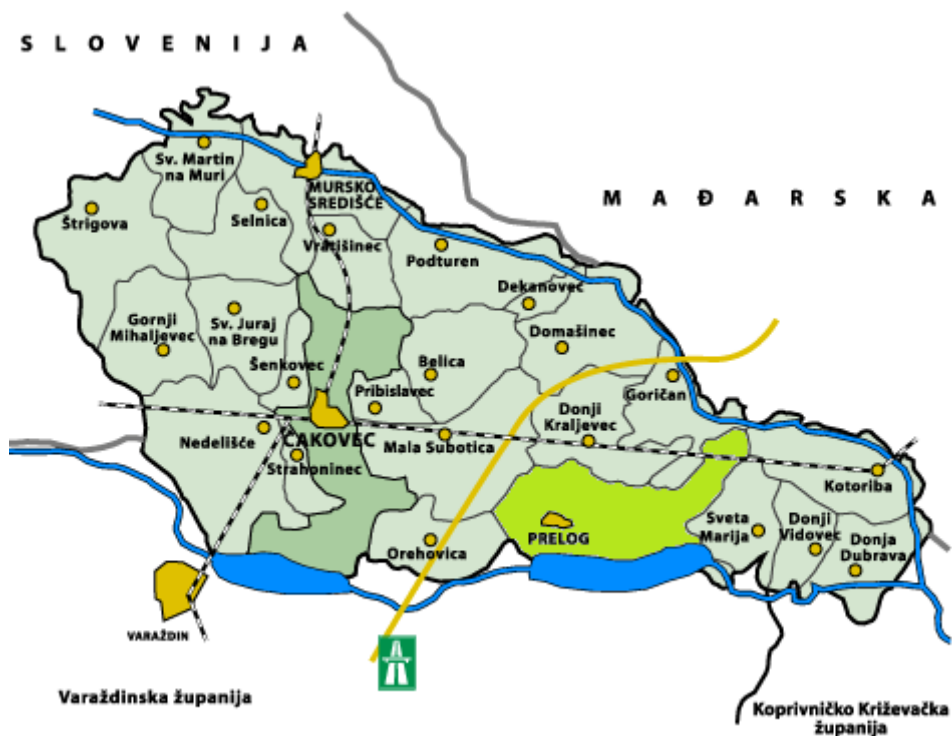 SLOVENIJA
MAĐARSKA
Sv. Martin
na Muri
MURSKO
SREDIŠĆE
Štrigova
Selnica
Vratišinec
Podturen
Dekanovec
Gornji
Mihaljevec
Sv. Juraj
na Bregu
Domašinec
Šenkovec
Belica
Goričan
Pribislavec
Donji
Kraljevec
Nedelišće
ČAKOVEC
Mala Subotica
Strahoninec
Kotoriba
Orehovica
PRELOG
Sveta
Marija
Donji
Vidovec
Donja
Dubrava
VARAŽDIN
Varaždinska županija
Koprivničko Križevačka
županija